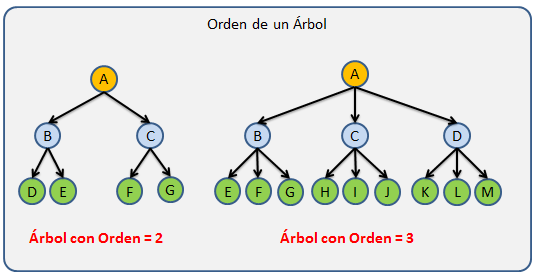 Orden de un Árbol
A
B C
D E F G
Árbol con Orden = 2
A
B C D
E F G H I J K L M
Árbol con Orden = 3